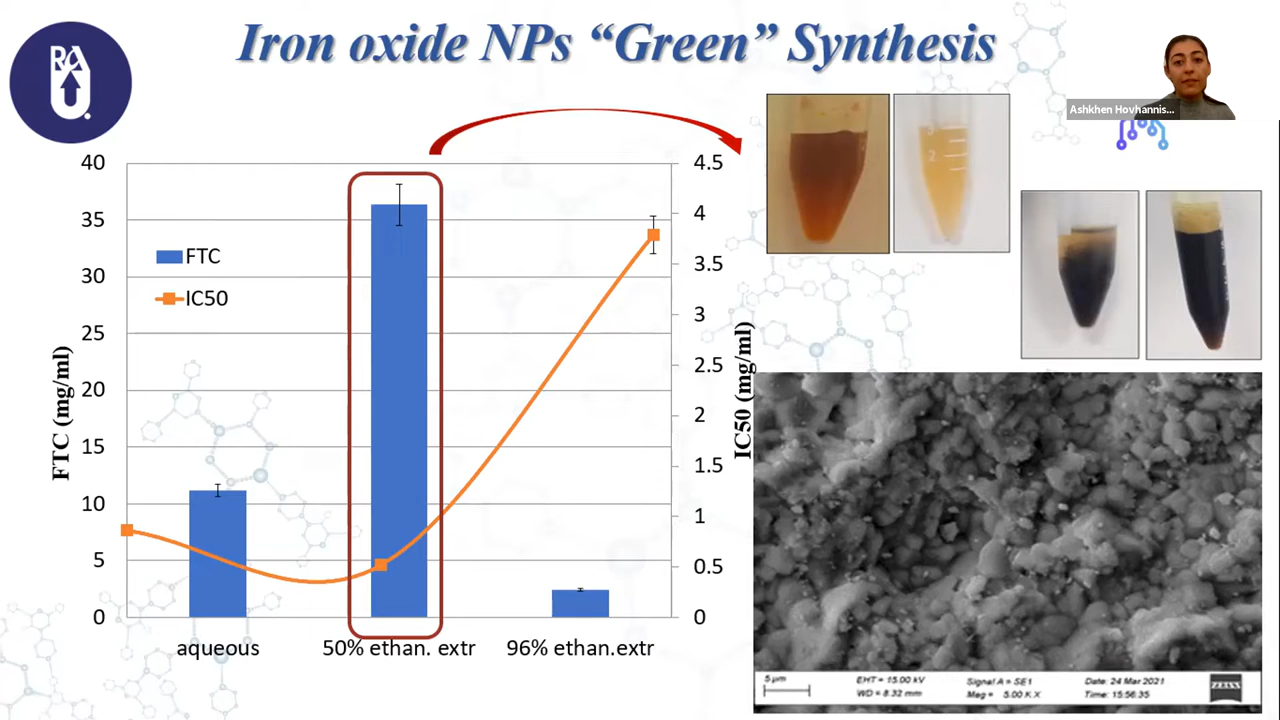 Iron oxide NPs “Green” Synthesis
RAU
Ashkhen Hovhannis...
40
35
30
25
20
15
10
5
0
FTC (mg/ml)
FTC
IC50
4.5
4
3.5
3
2.5
2
1.5
1
0.5
0
IC50 (mg/ml)
aqueous
50% ethan. extr
96% ethan.extr
2
5 µm
EHT = 15.00 kV
Signal A = SE1
Date: 24 Mar 2021
WD = 8.32 mm
Mag = 5.00 K X
Time: 15:56:35
ZEISS